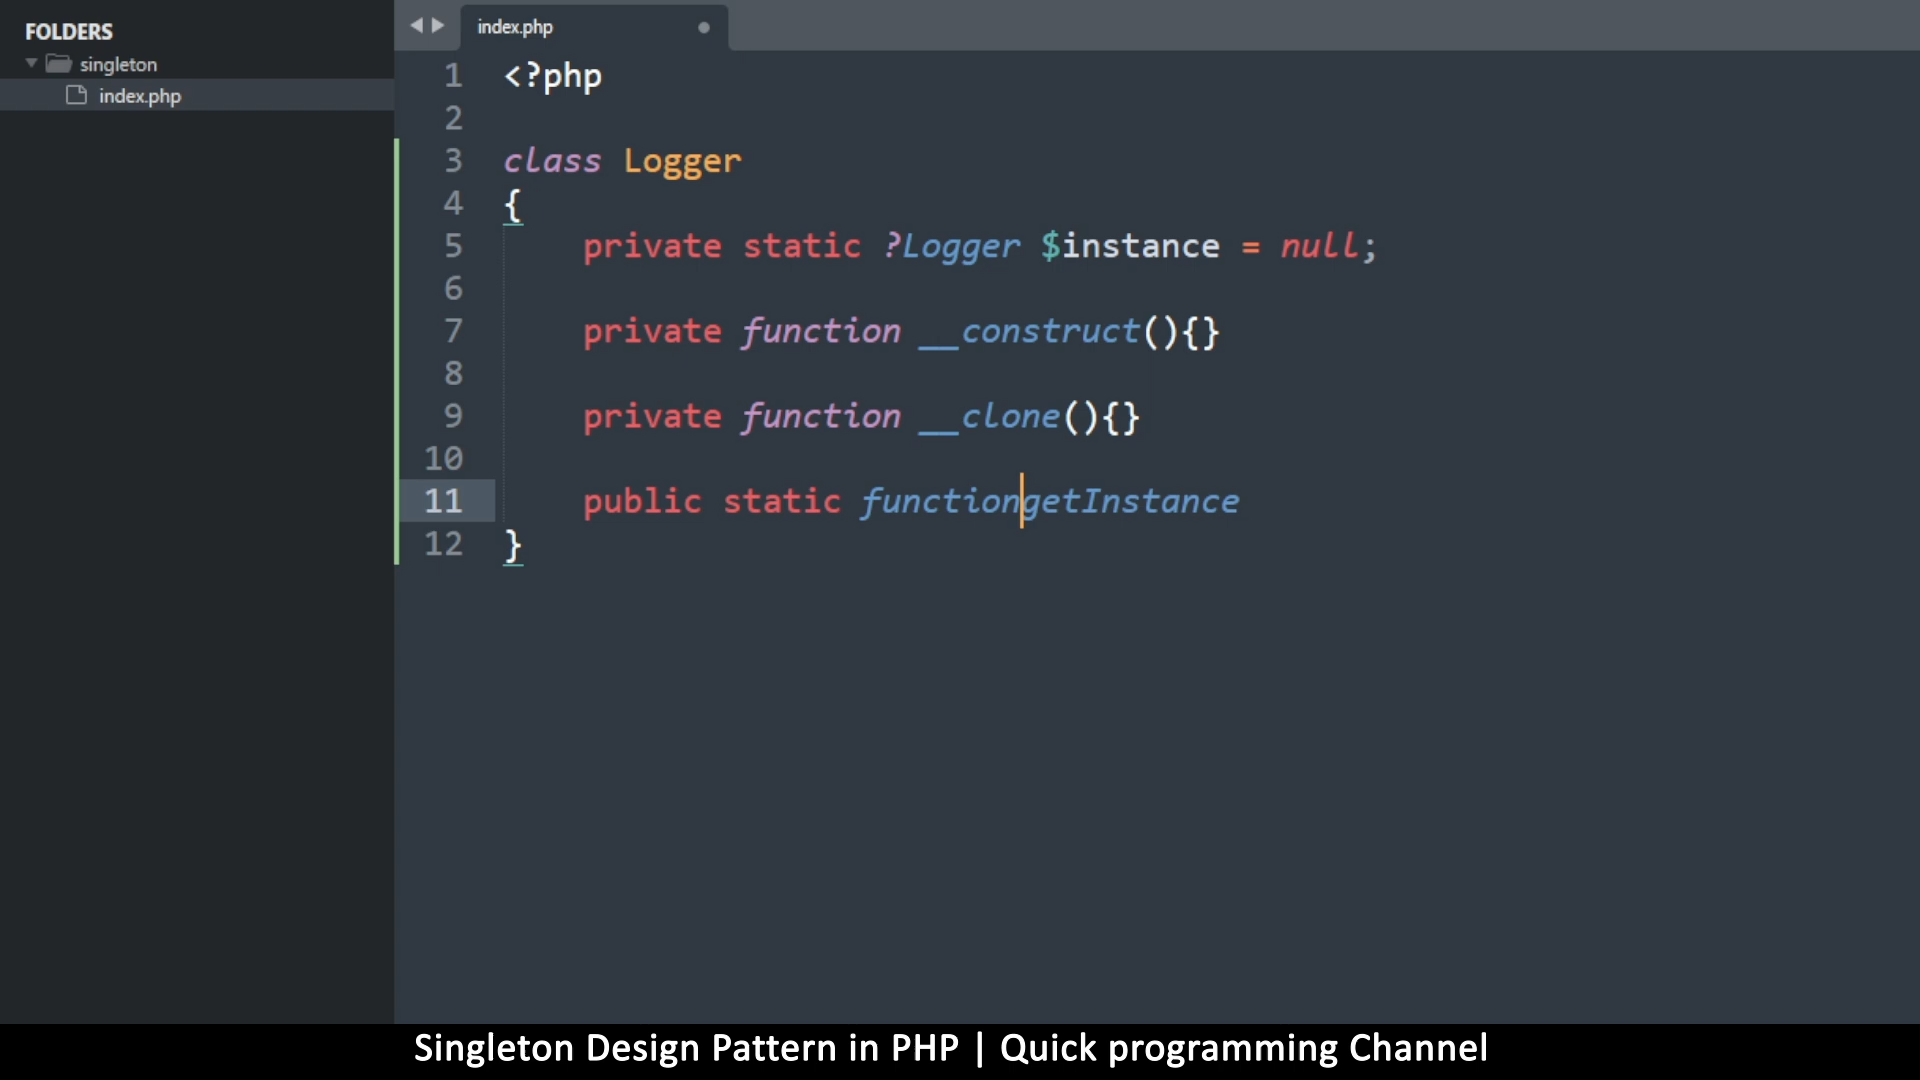 FOLDERS
singleton
index.php
index.php
1 <?php
2
3 class Logger
4 {
5 private static ?Logger $instance = null;
6
7 private function __construct(){}
8
9 private function __clone(){}
10
11 public static functiongetInstance
12 }
Singleton Design Pattern in PHP | Quick programming Channel